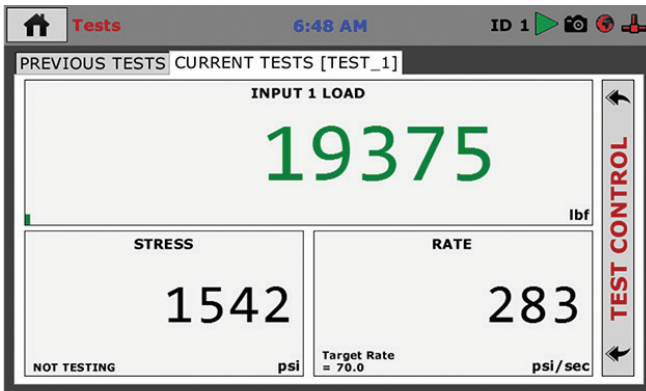 Tests 6:48 AM ID 1
PREVIOUS TESTS CURRENT TESTS [TEST_1]
INPUT 1 LOAD
19375
lbf
STRESS
1542
NOT TESTING psi
RATE
283
Target Rate
= 70.0 psi/sec
TEST CONTROL